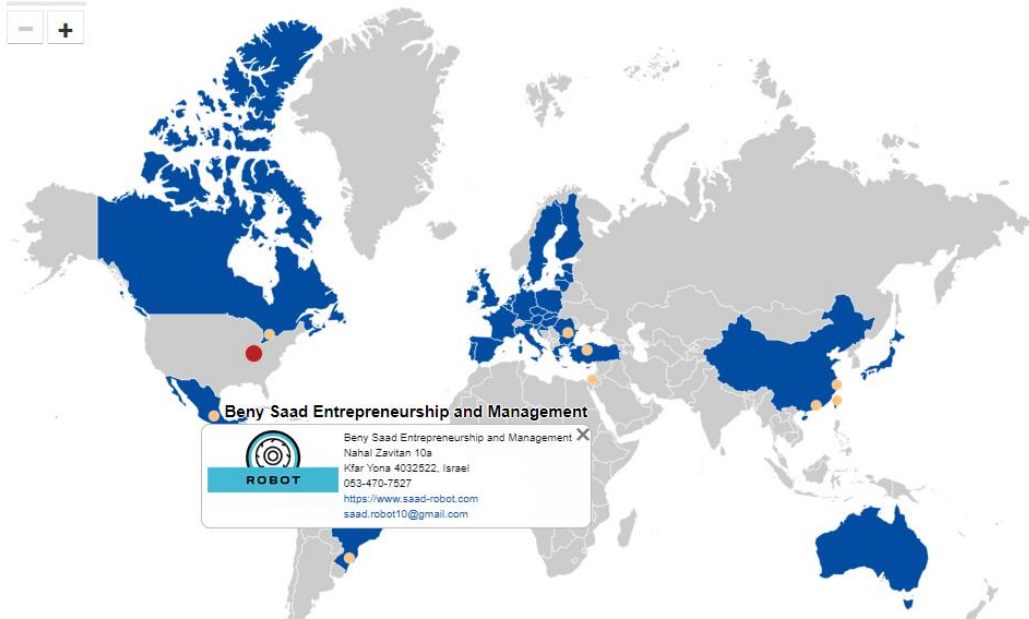 Beny Saad Entrepreneurship and Management
Beny Saad Entrepreneurship and Management
Nahal Zavitan 10a
Kfar Yona 4032522, Israel
053-470-7527
https://www.saad-robot.com
saad.robot10@gmail.com
ROBOT